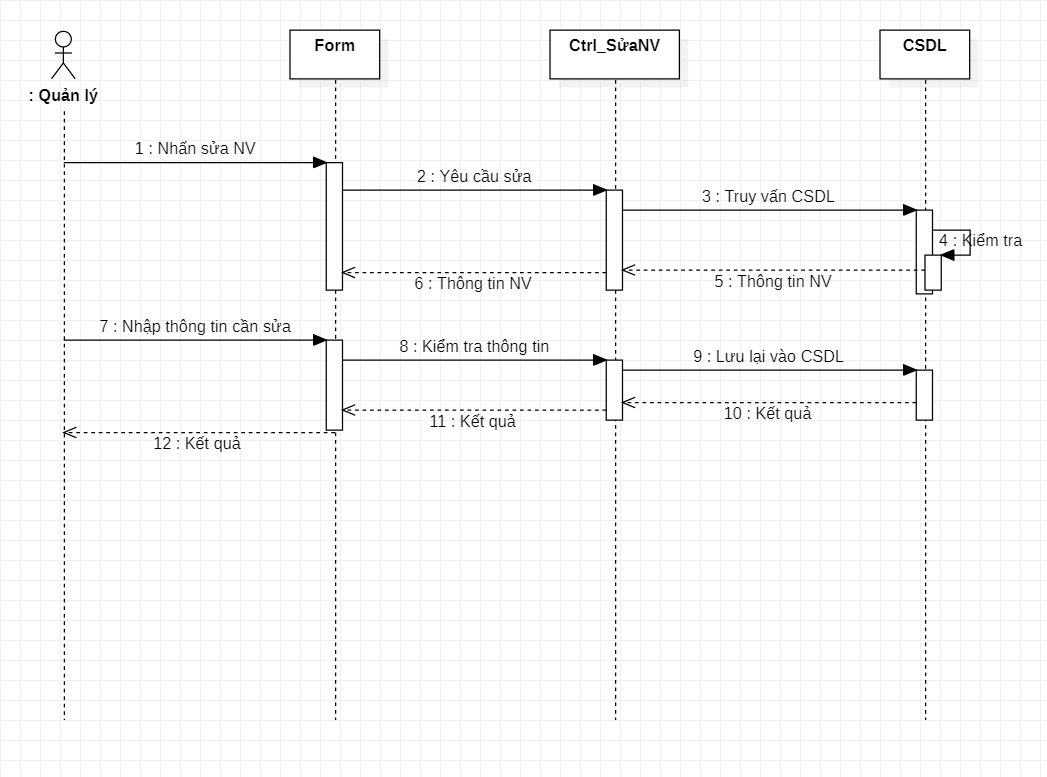 Form
Ctrl_SửaNV
CSDL
: Quản lý
1 : Nhấn sửa NV
2 : Yêu cầu sửa
3 : Truy vấn CSDL
4 : Kiểm tra
5 : Thông tin NV
6 : Thông tin NV
7 : Nhập thông tin cần sửa
8 : Kiểm tra thông tin
9 : Lưu lại vào CSDL
10 : Kết quả
11 : Kết quả
12 : Kết quả